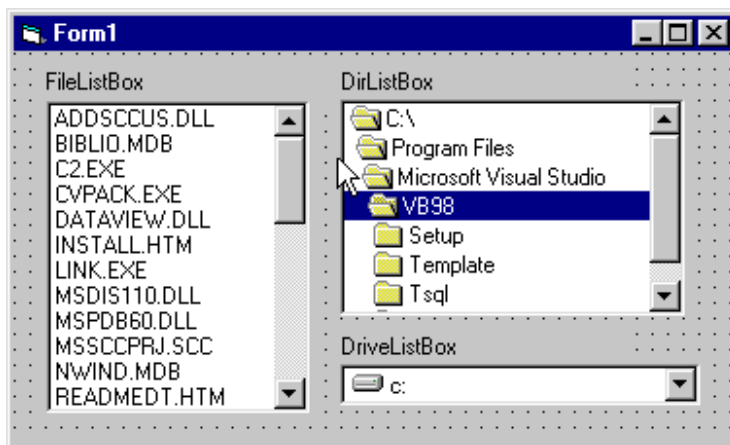 Form1
FileListBox
ADDSCCUS.DLL
BIBLIO.MDB
C2.EXE
CVPACK.EXE
DATAVIEW.DLL
INSTALL.HTM
LINK.EXE
MSDIS110.DLL
MSPDB60.DLL
MSSCCPRJ.SCC
NWIND.MDB
READMEDT.HTM
DirListBox
C:\
Program Files
Microsoft Visual Studio
VB98
Setup
Template
Tsql
DriveListBox
c: